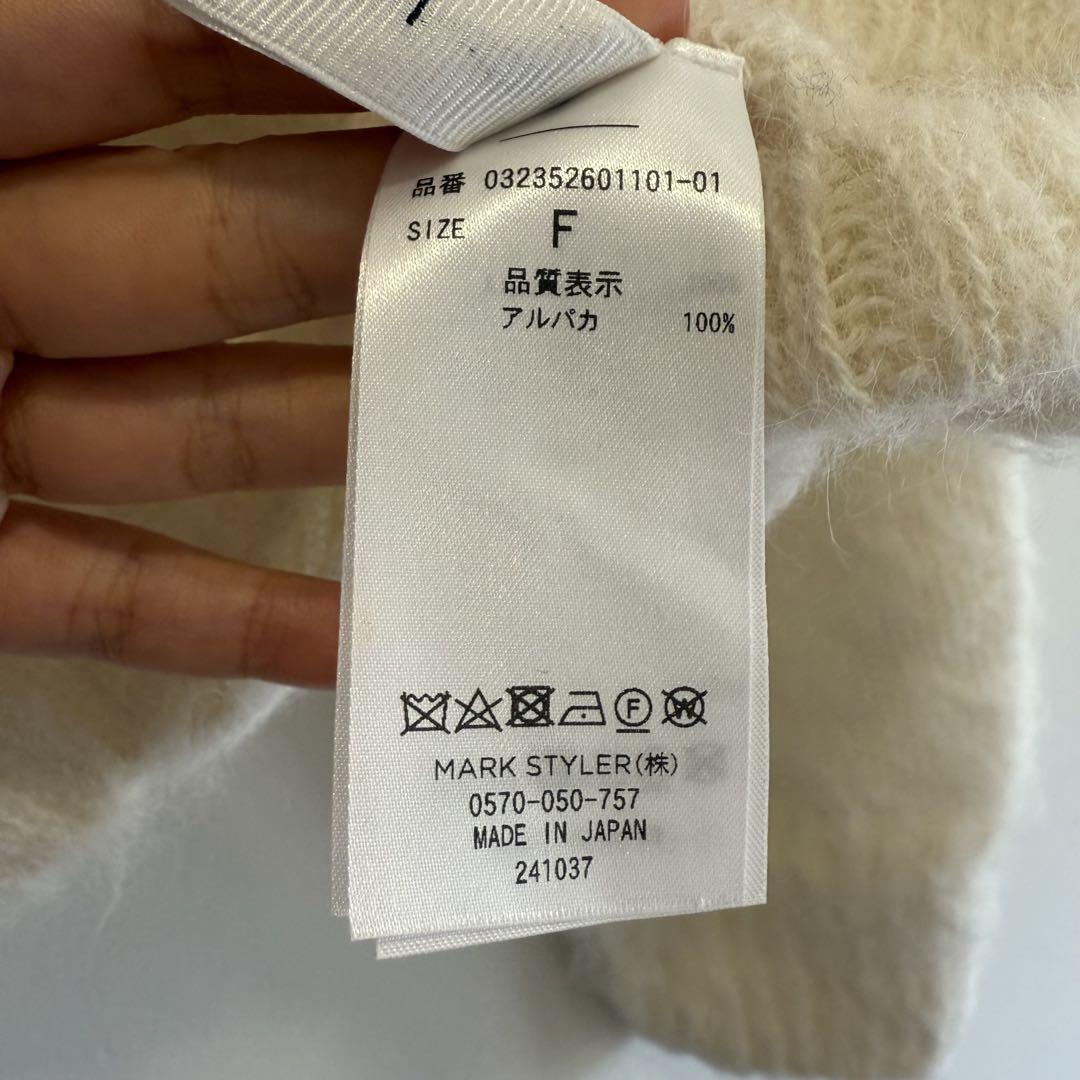 品番 032352601101-01
SIZE F
品質表示
アルパカ 100%
F W
MARK STYLER(株)
0570-050-757
MADE IN JAPAN
241037